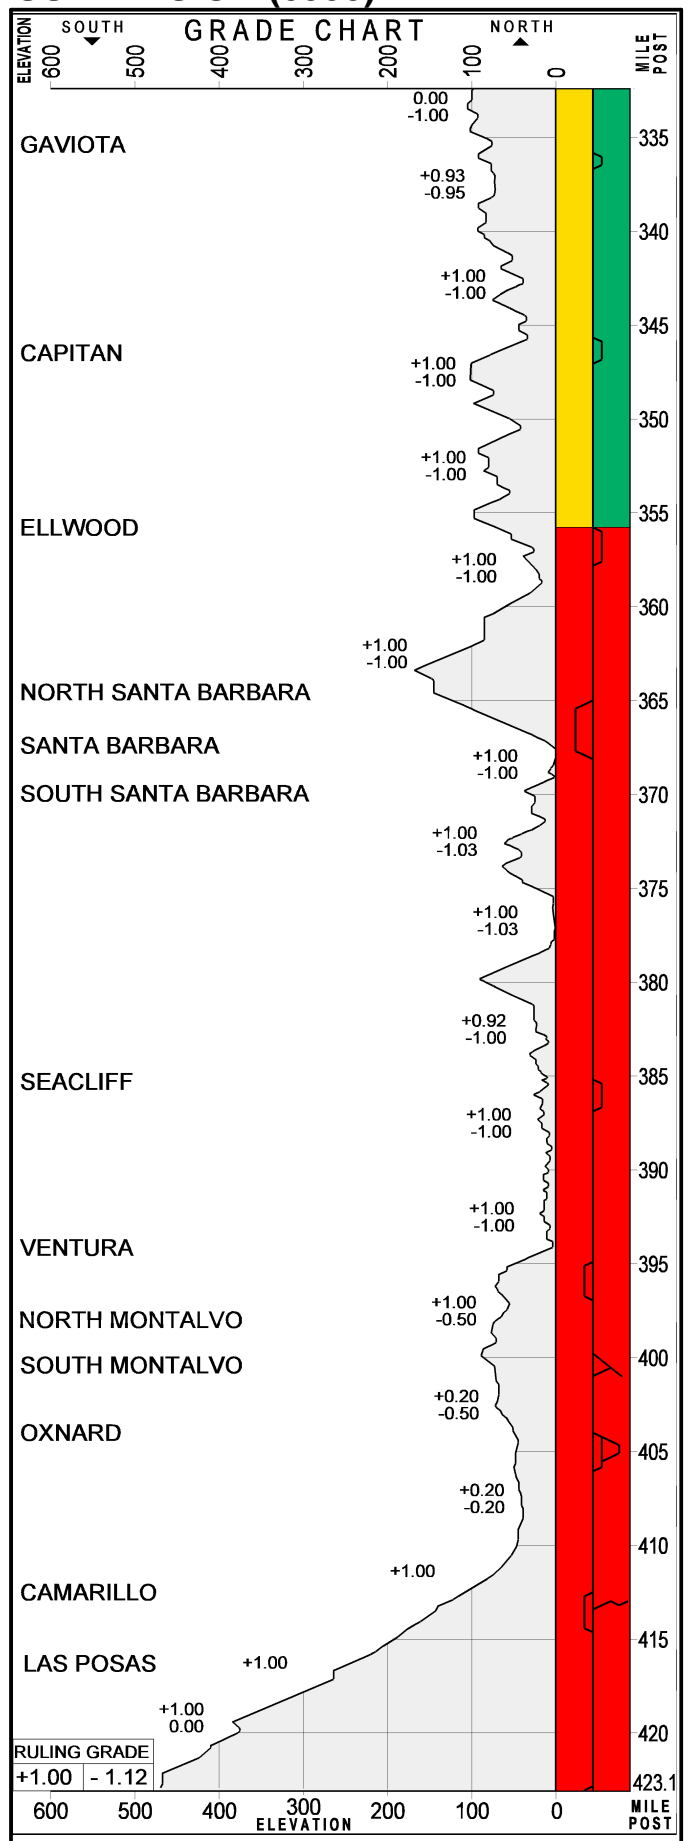 ELEVATION
SOUTH
GRADE CHART
NORTH
MILE POST
600 500 400 300 200 100 0
0.00
-1.00
335
GAVIOTA
+0.93
-0.95
340
+1.00
-1.00
345
CAPITAN
+1.00
-1.00
350
+1.00
-1.00
355
ELLWOOD
+1.00
-1.00
360
+1.00
-1.00
NORTH SANTA BARBARA
365
SANTA BARBARA
+1.00
-1.00
SOUTH SANTA BARBARA
370
+1.00
-1.03
375
+1.00
-1.03
380
+0.92
-1.00
SEACLIFF
385
+1.00
-1.00
390
+1.00
-1.00
VENTURA
395
+1.00
-0.50
NORTH MONTALVO
400
SOUTH MONTALVO
+0.20
-0.50
OXNARD
405
+0.20
-0.20
410
+1.00
CAMARILLO
415
LAS POSAS
+1.00
+1.00
0.00
420
RULING GRADE
+1.00 - 1.12
423.1
600 500 400 300 200 100 0
ELEVATION
MILE POST